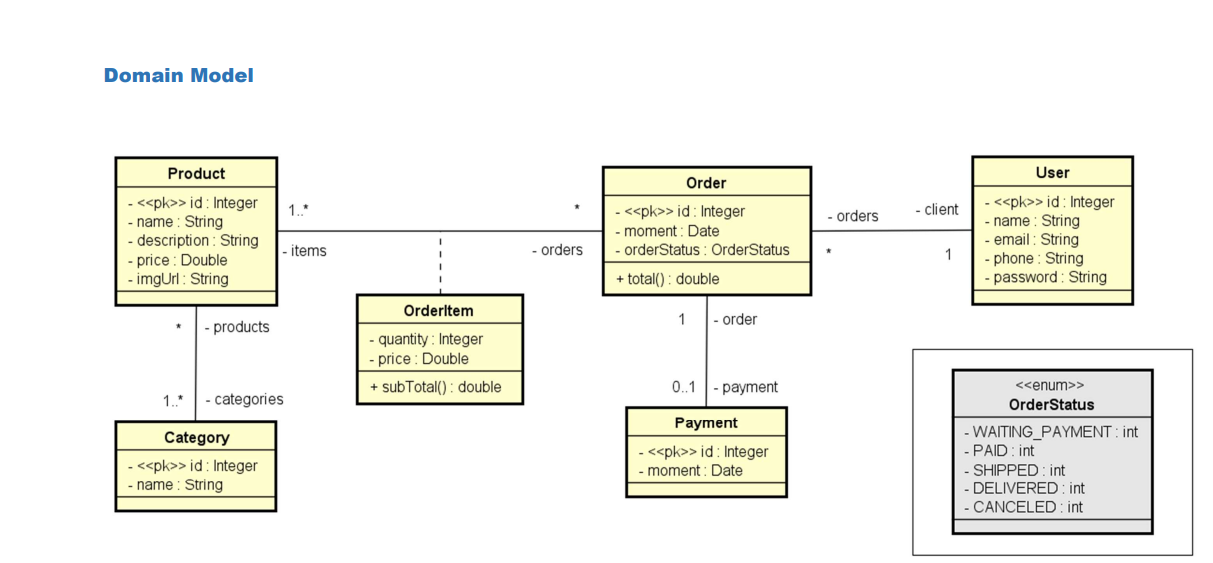 Domain Model
Product
- <<pk>> id : Integer
- name : String
- description : String
- price : Double
- imgUrl : String
1..*
- items
*
- orders
Order
- <<pk>> id : Integer
- moment : Date
- orderStatus : OrderStatus
+ total() : double
- orders
*
- client
1
User
- <<pk>> id : Integer
- name : String
- email : String
- phone : String
- password : String
* - products
1..* - categories
OrderItem
- quantity : Integer
- price : Double
+ subTotal() : double
1 - order
0..1 - payment
Category
- <<pk>> id : Integer
- name : String
Payment
- <<pk>> id : Integer
- moment : Date
<<enum>>
OrderStatus
- WAITING_PAYMENT : int
- PAID : int
- SHIPPED : int
- DELIVERED : int
- CANCELED : int